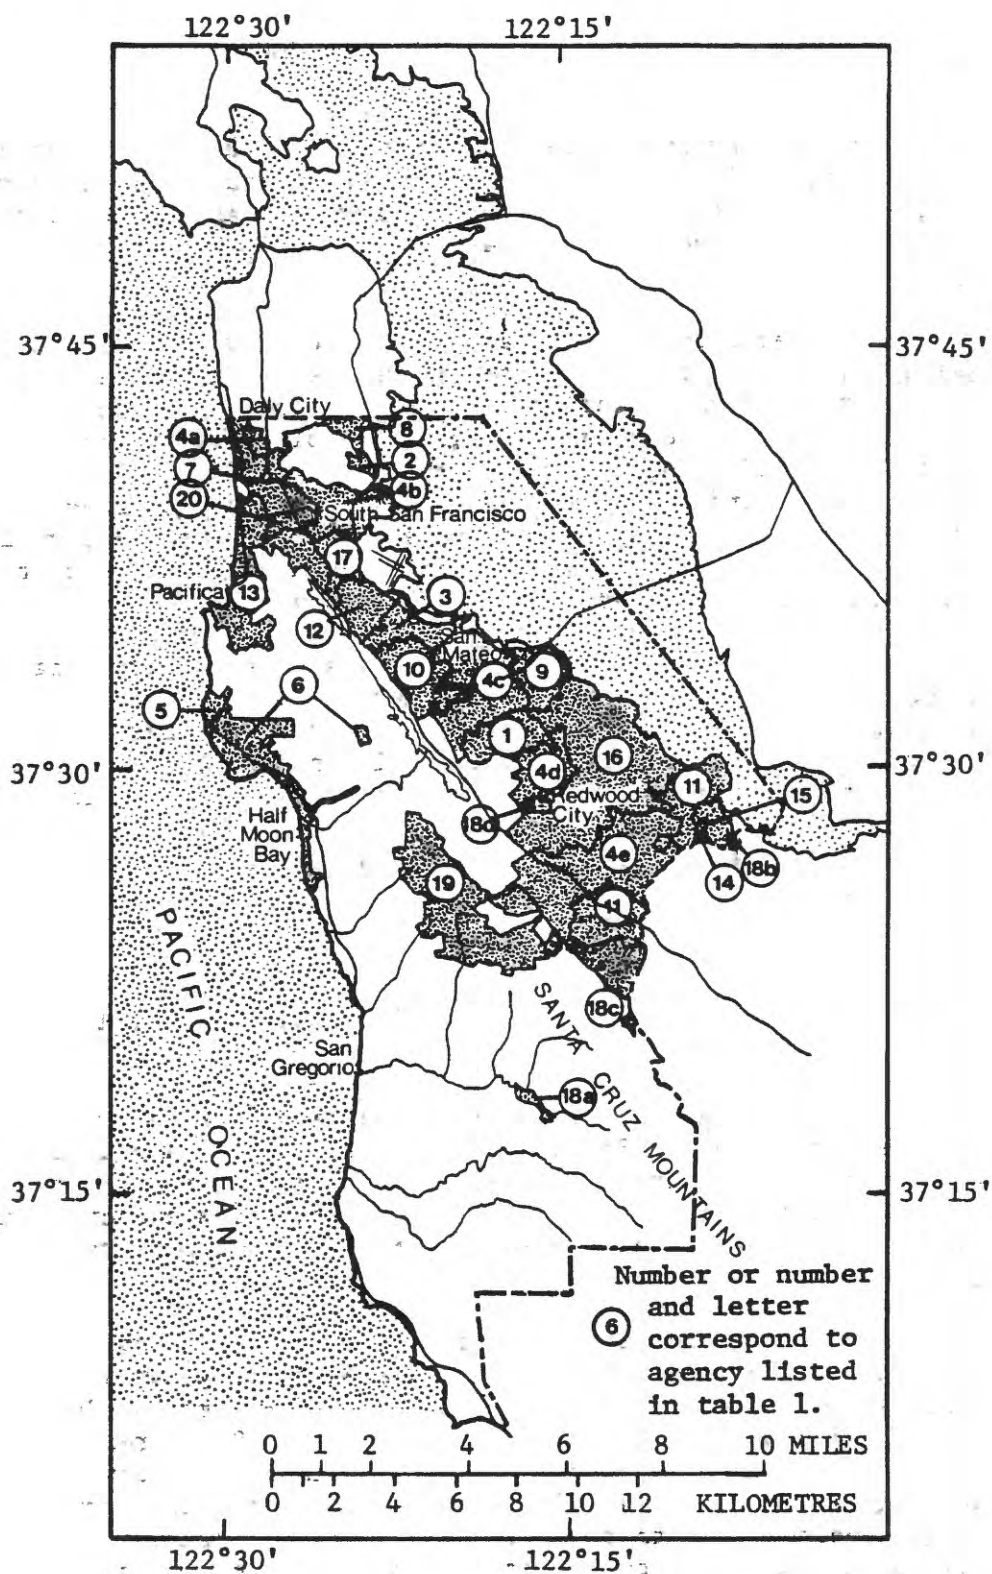 122°30' 122°15'
37°45' 37°45'
Daly City
4a 8
7 2
20 4b
South San Francisco
17
Pacifica 13 3
12 San
Mateo
10 4c 9
6
5 1 16
37°30' 4d 37°30'
11 15
Redwood
City
18d
Half
Moon
Bay
4e 18b
14
19 11
PACIFIC
OCEAN
18c
SANTA CRUZ MOUNTAINS
San
Gregorio
18a
37°15' 37°15'
Number or number
and letter
6 correspond to
agency listed
in table 1.
0 1 2 4 6 8 10 MILES
0 2 4 6 8 10 12 KILOMETRES
122°30' 122°15'